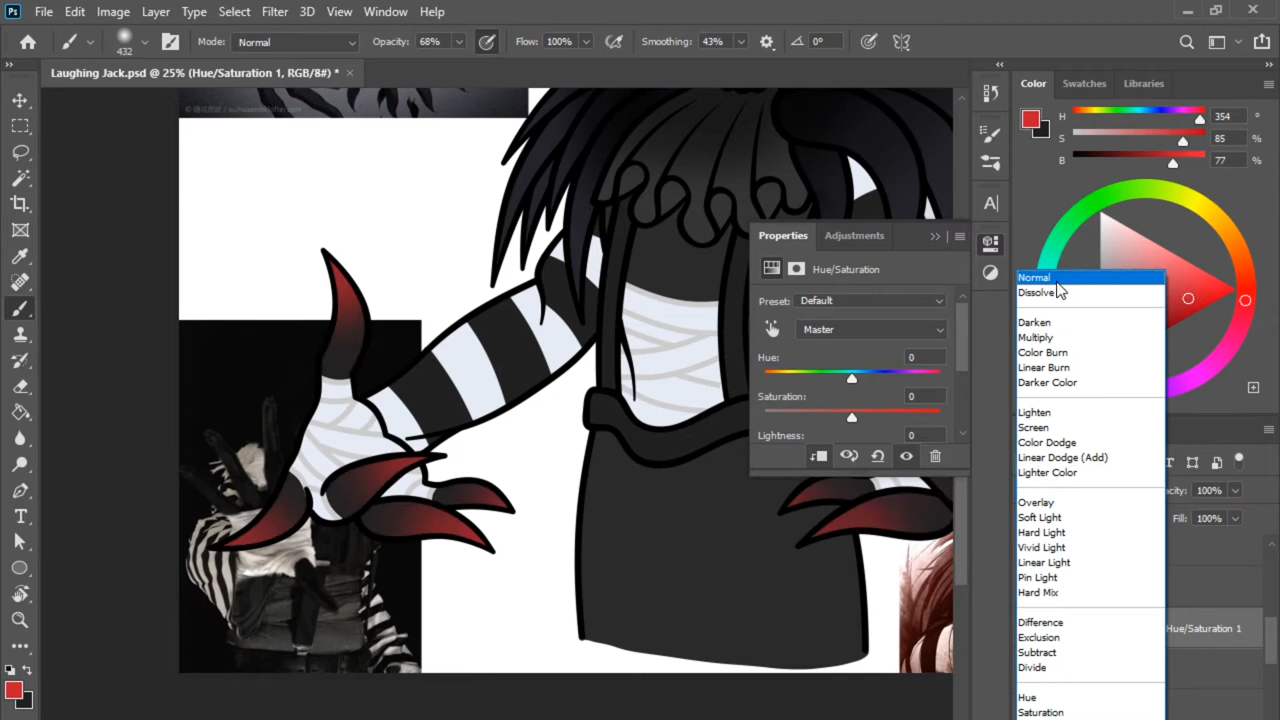 Ps File Edit Image Layer Type Select Filter 3D View Window Help
432 Mode: Normal Opacity: 68% Flow: 100% Smoothing: 43% 0°
Laughing Jack.psd @ 25% (Hue/Saturation 1, RGB/8#) * ×
Color Swatches Libraries
H 354 °
S 85 %
B 77 %
Properties Adjustments
Hue/Saturation
Preset: Default
Master
Hue: 0
Saturation: 0
Lightness: 0
Normal
Dissolve
Darken
Multiply
Color Burn
Linear Burn
Darker Color
Lighten
Screen
Color Dodge
Linear Dodge (Add)
Lighter Color
Overlay
Soft Light
Hard Light
Vivid Light
Linear Light
Pin Light
Hard Mix
Difference
Exclusion
Subtract
Divide
Hue
Saturation
100%
Fill: 100%
Hue/Saturation 1